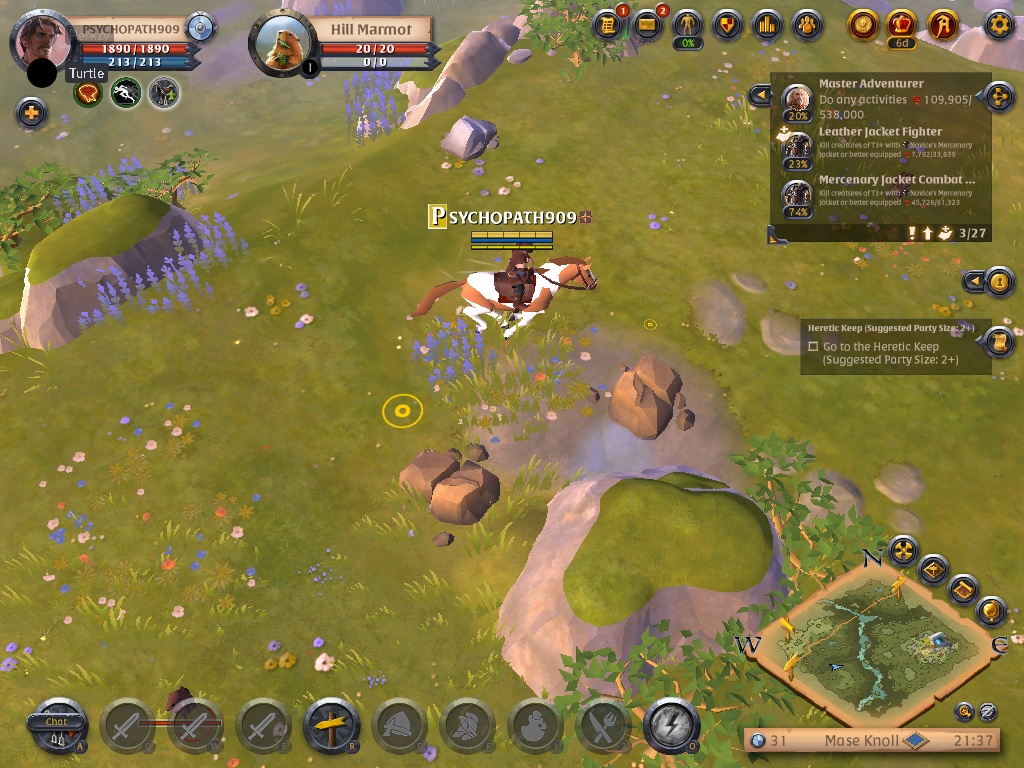 PSYCHOPATH909
1890 / 1890
213 / 213
Turtle
Hill Marmot
20 / 20
0 / 0
1
1
2
0%
6d
Master Adventurer
Do any activities 109,905/
538,000
20%
Leather Jacket Fighter
Kill creatures of T3+ with Novice's Mercenary
Jacket or better equipped 7,792/33,639
23%
Mercenary Jacket Combat ...
Kill creatures of T3+ with Novice's Mercenary
Jacket or better equipped 45,726/61,323
74%
3/27
PSYCHOPATH909
Heretic Keep (Suggested Party Size: 2+)
Go to the Heretic Keep
(Suggested Party Size: 2+)
N
W
E
Chat
A
Q
W
E
R
D
F
O
31
Mase Knoll
21:37